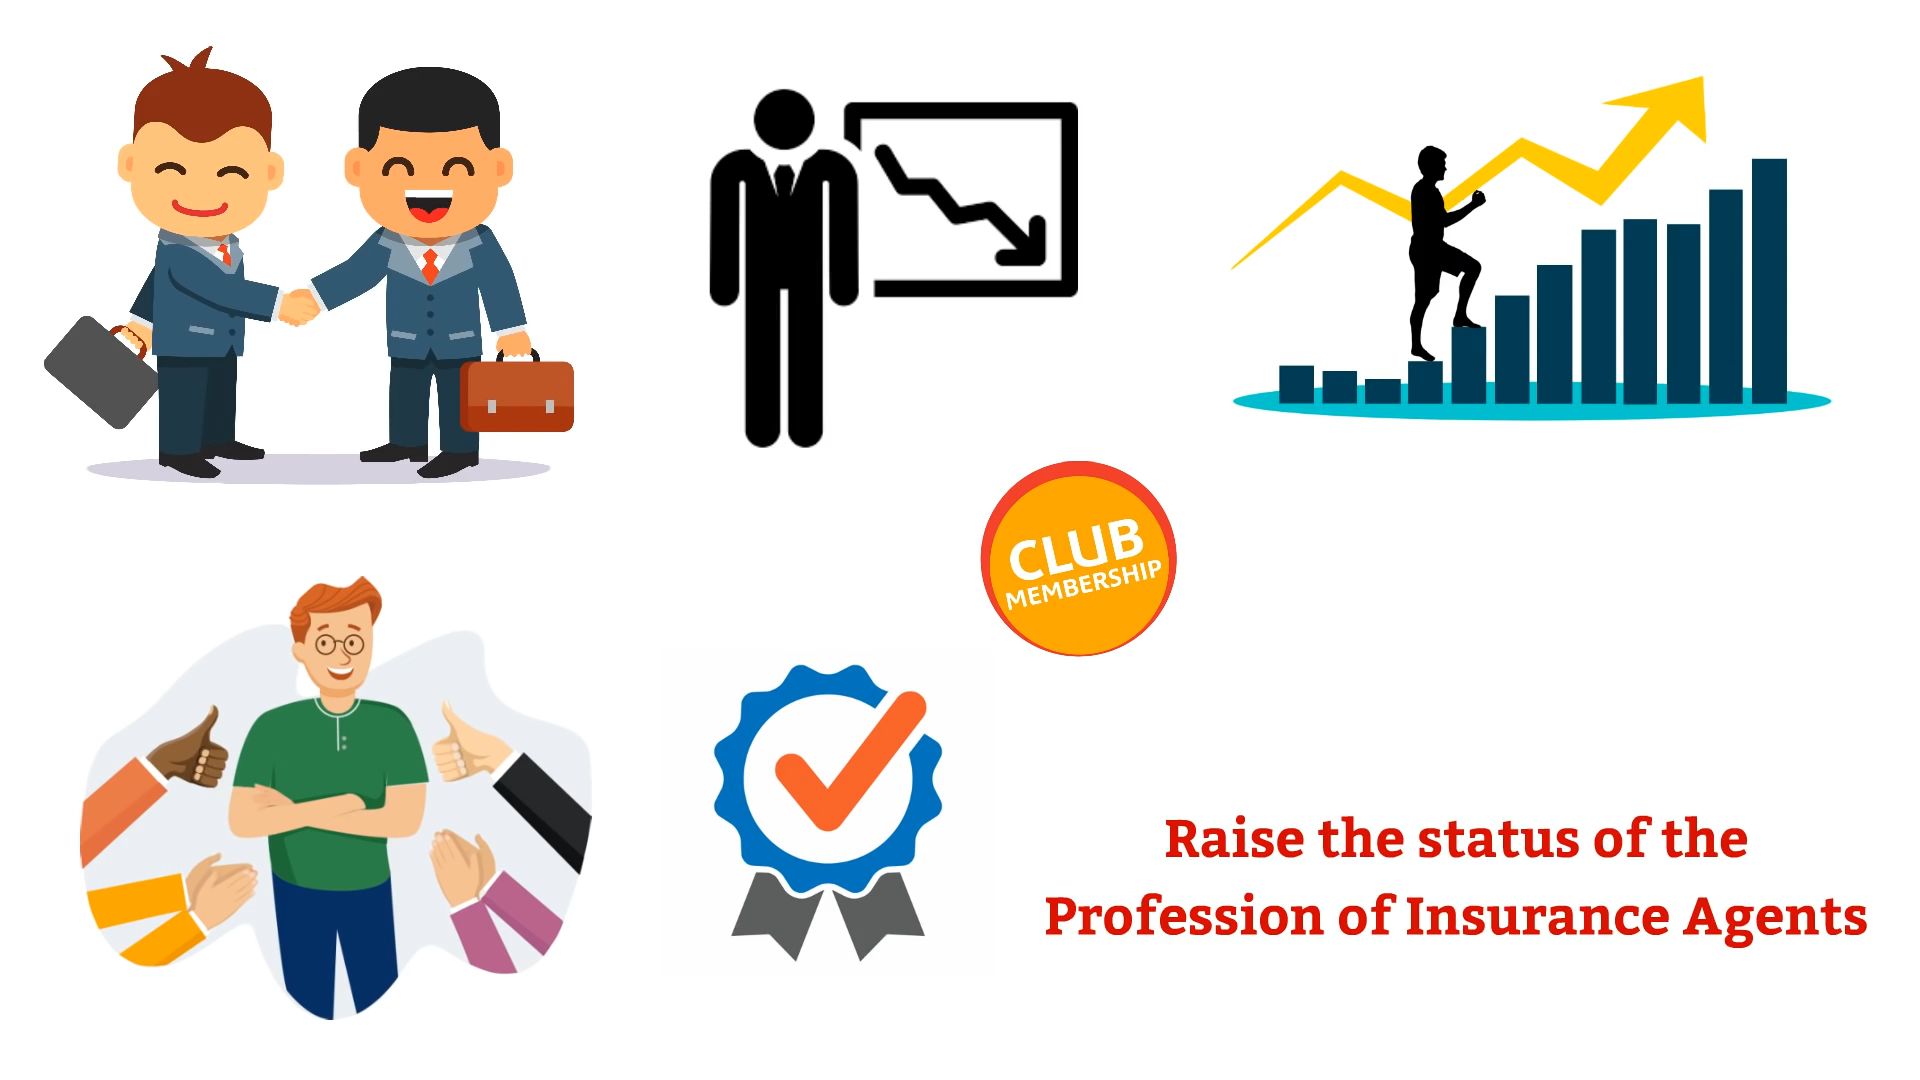 CLUB
MEMBERSHIP
Raise the status of the
Profession of Insurance Agents